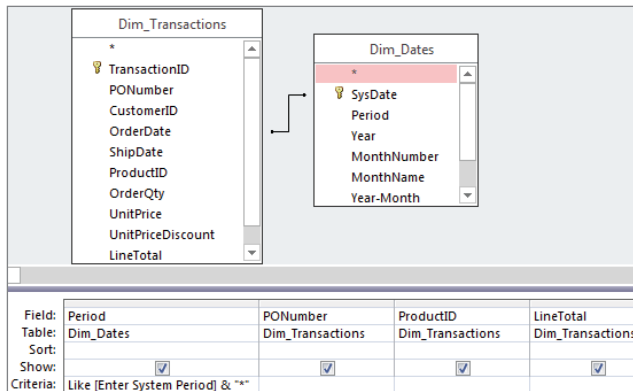 Dim_Transactions
*
TransactionID
PONumber
CustomerID
OrderDate
ShipDate
ProductID
OrderQty
UnitPrice
UnitPriceDiscount
LineTotal
Dim_Dates
*
SysDate
Period
Year
MonthNumber
MonthName
Year-Month
Field: Period PONumber ProductID LineTotal
Table: Dim_Dates Dim_Transactions Dim_Transactions Dim_Transactions
Sort:
Show:
Criteria: Like [Enter System Period] & "*"